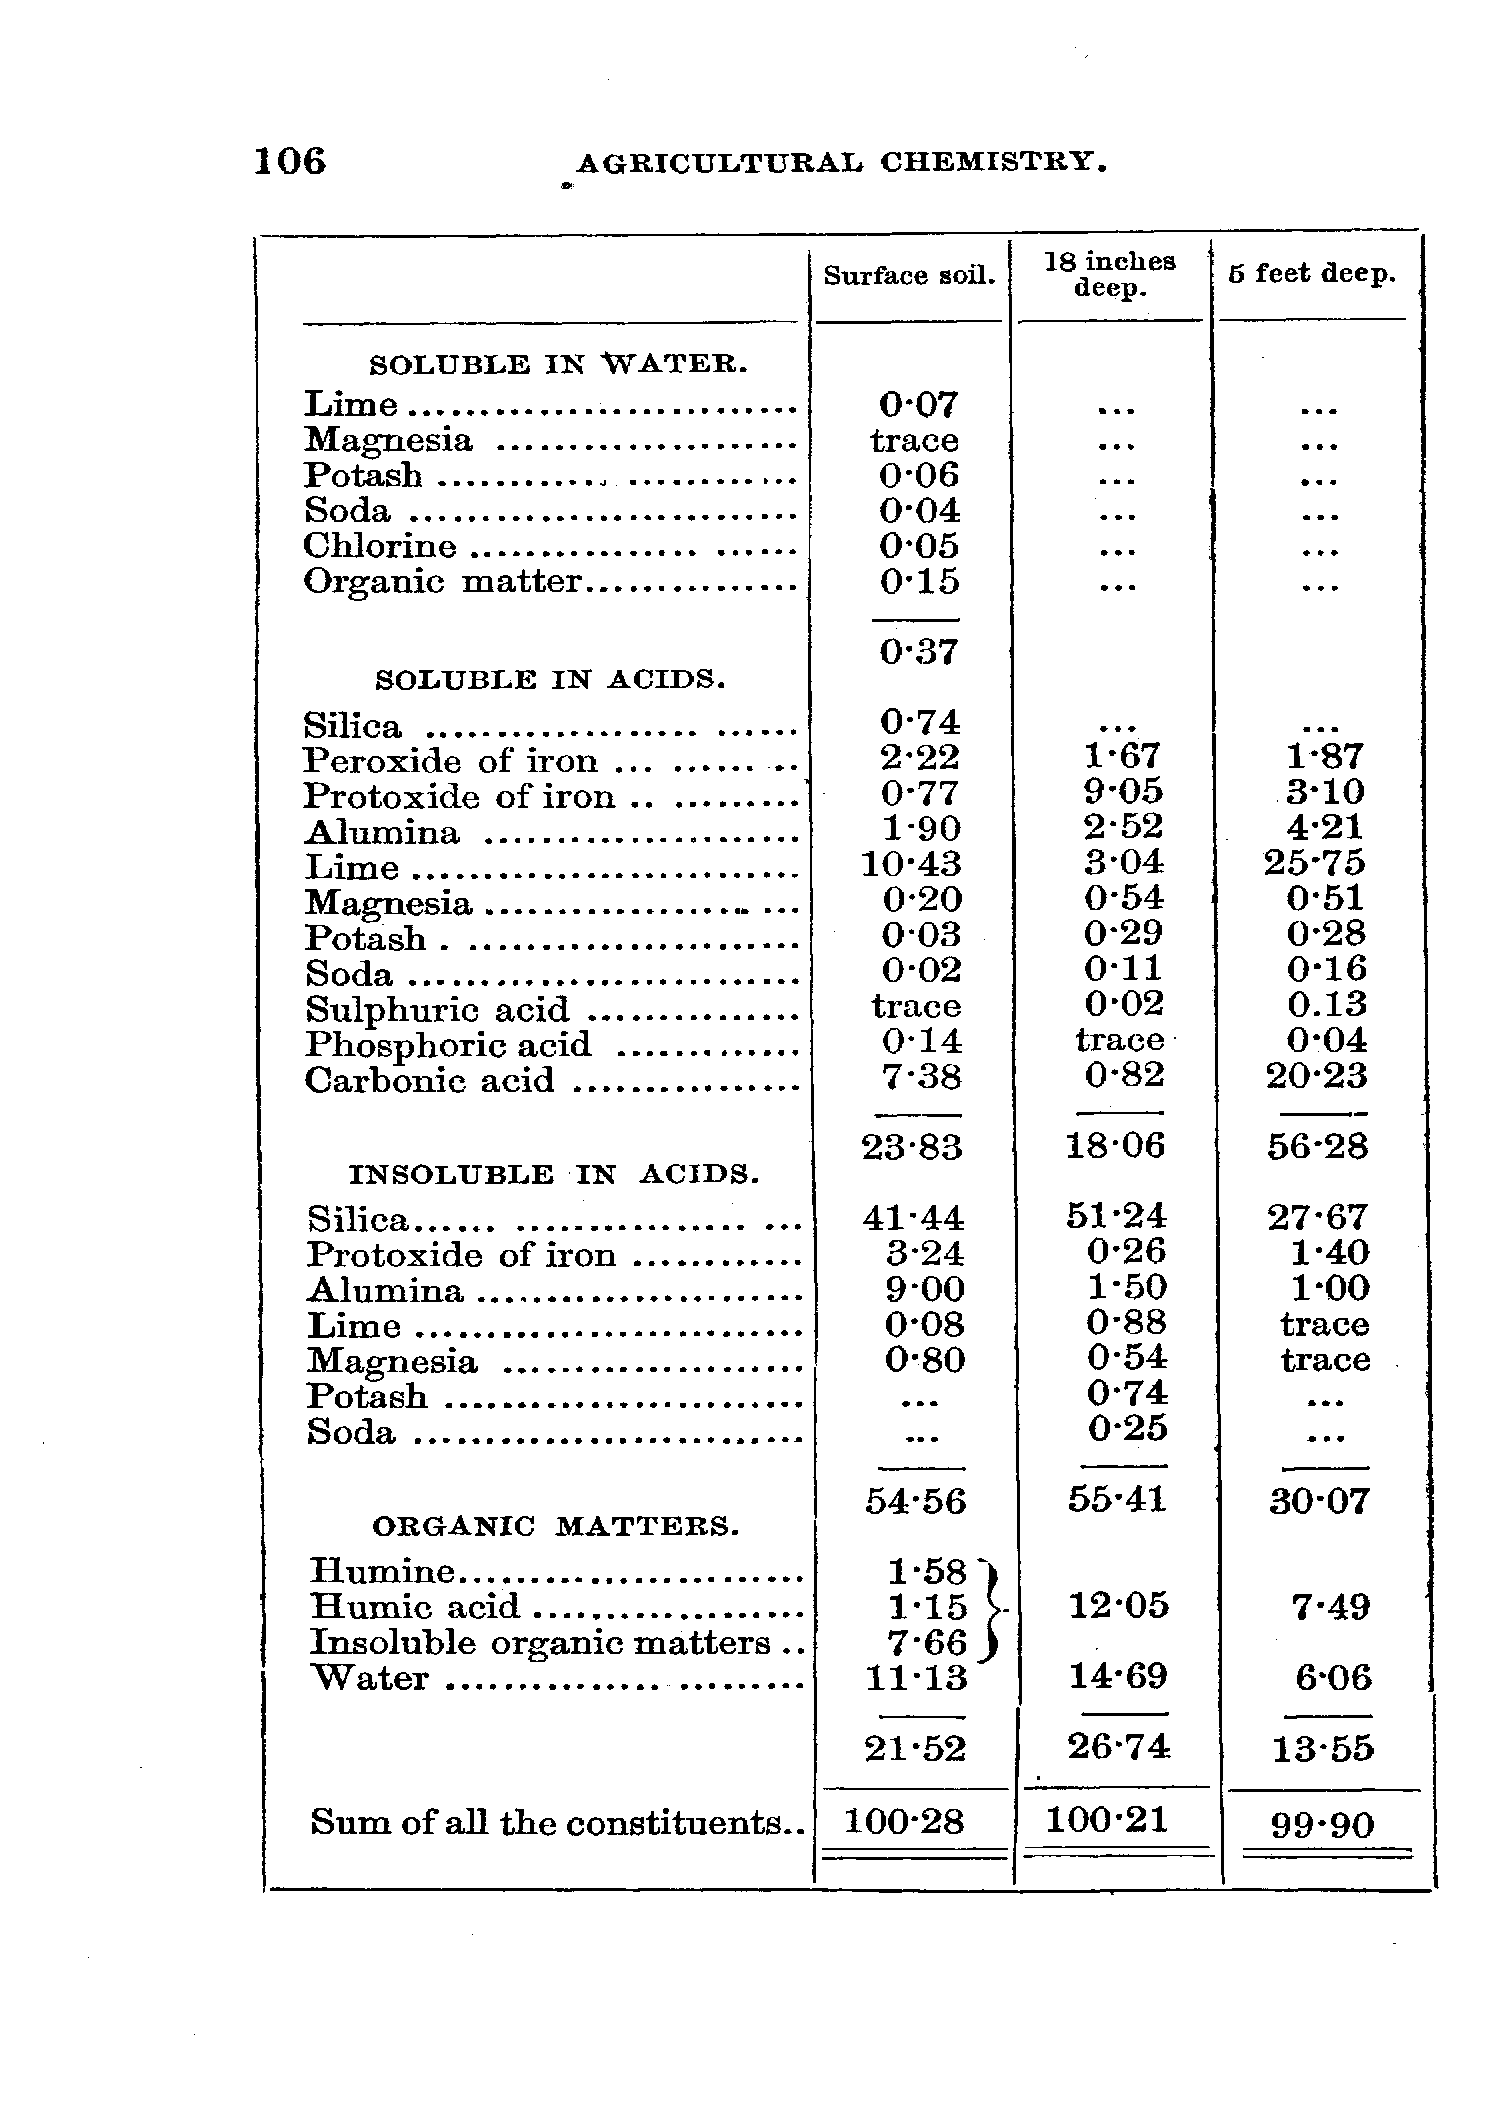 106 AGRICULTURAL CHEMISTRY.
Surface soil. 18 inches deep. 5 feet deep.
SOLUBLE IN WATER.
Lime ........................... 0·07 ... ...
Magnesia ..................... trace ... ...
Potash ......................... 0·06 ... ...
Soda ........................... 0·04 ... ...
Chlorine ...................... 0·05 ... ...
Organic matter............... 0·15 ... ...
0·37
SOLUBLE IN ACIDS.
Silica ......................... 0·74 ... ...
Peroxide of iron ... ...... .. 2·22 1·67 1·87
Protoxide of iron .. ......... 0·77 9·05 3·10
Alumina ...................... 1·90 2·52 4·21
Lime ........................... 10·43 3·04 25·75
Magnesia ..................... 0·20 0·54 0·51
Potash . ....................... 0·03 0·29 0·28
Soda ........................... 0·02 0·11 0·16
Sulphuric acid ............... trace 0·02 0.13
Phosphoric acid ............. 0·14 trace 0·04
Carbonic acid ................ 7·38 0·82 20·23
23·83 18·06 56·28
INSOLUBLE IN ACIDS.
Silica...... ................ ... 41·44 51·24 27·67
Protoxide of iron ............ 3·24 0·26 1·40
Alumina ....................... 9·00 1·50 1·00
Lime ........................... 0·08 0·88 trace
Magnesia ..................... 0·80 0·54 trace
Potash ......................... ... 0·74 ...
Soda ........................... ... 0·25 ...
54·56 55·41 30·07
ORGANIC MATTERS.
Humine........................ 1·58
Humic acid ................... 1·15 12·05 7·49
Insoluble organic matters .. 7·66
Water ............... ......... 11·13 14·69 6·06
21·52 26·74 13·55
Sum of all the constituents.. 100·28 100·21 99·90